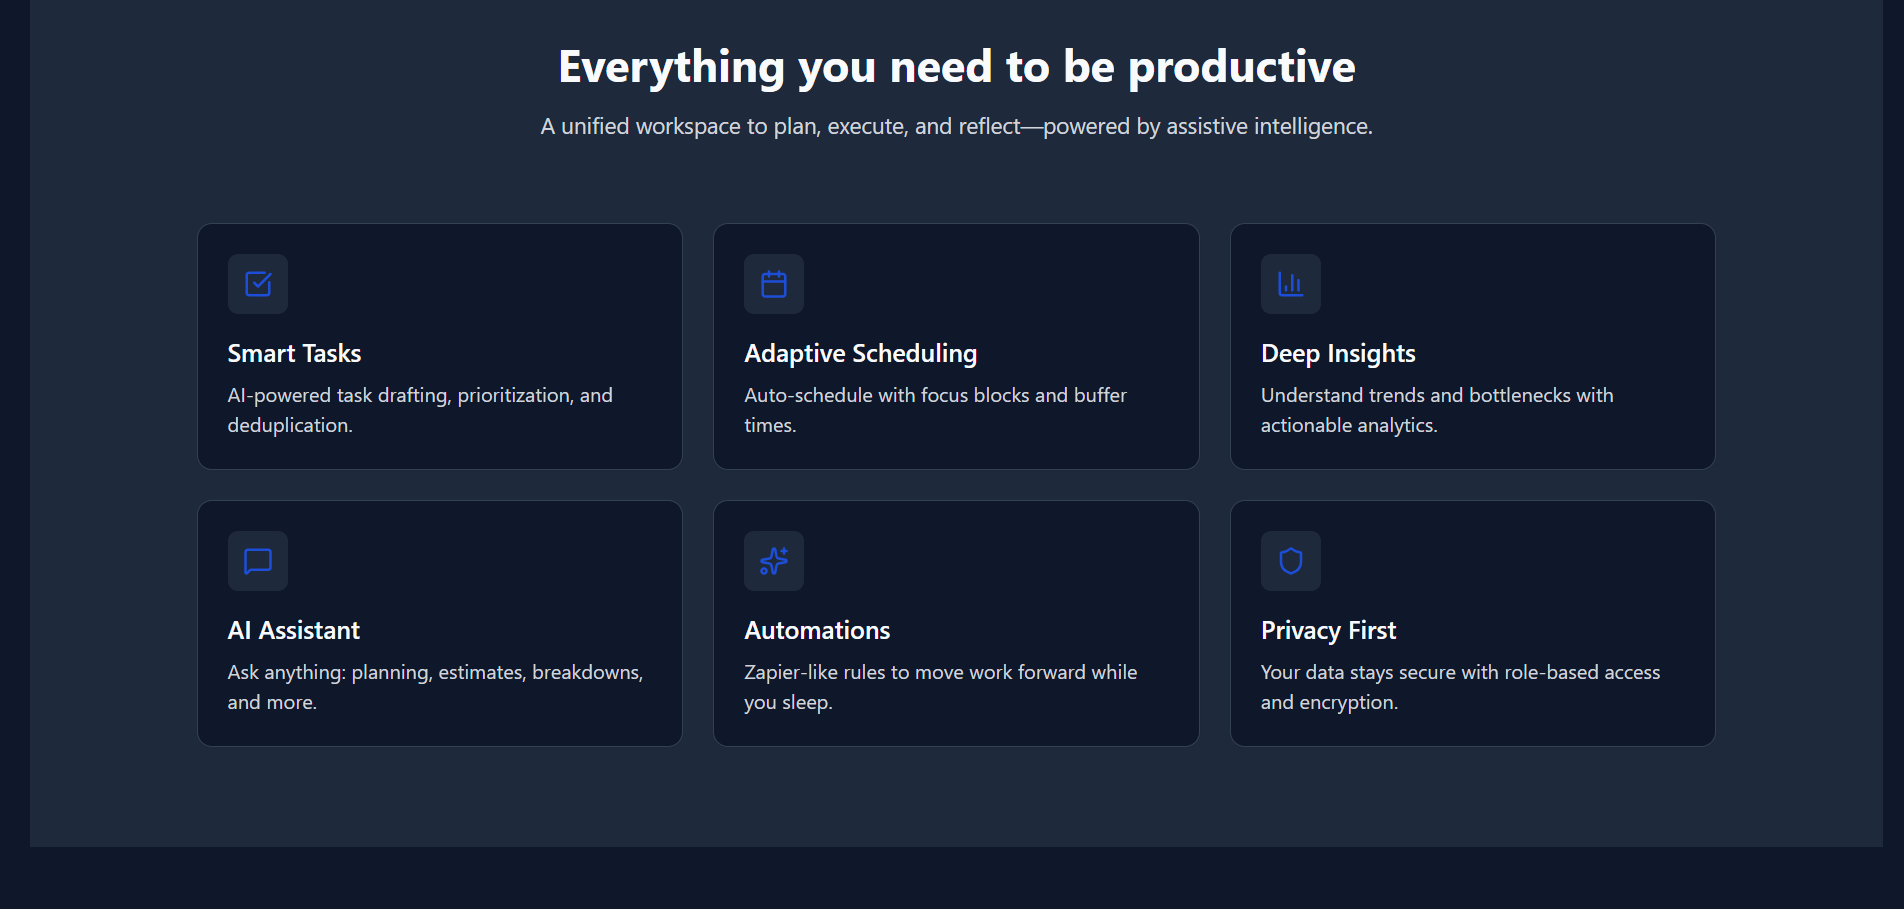 Everything you need to be productive
A unified workspace to plan, execute, and reflect—powered by assistive intelligence.
Smart Tasks
AI-powered task drafting, prioritization, and
deduplication.
Adaptive Scheduling
Auto-schedule with focus blocks and buffer
times.
Deep Insights
Understand trends and bottlenecks with
actionable analytics.
AI Assistant
Ask anything: planning, estimates, breakdowns,
and more.
Automations
Zapier-like rules to move work forward while
you sleep.
Privacy First
Your data stays secure with role-based access
and encryption.